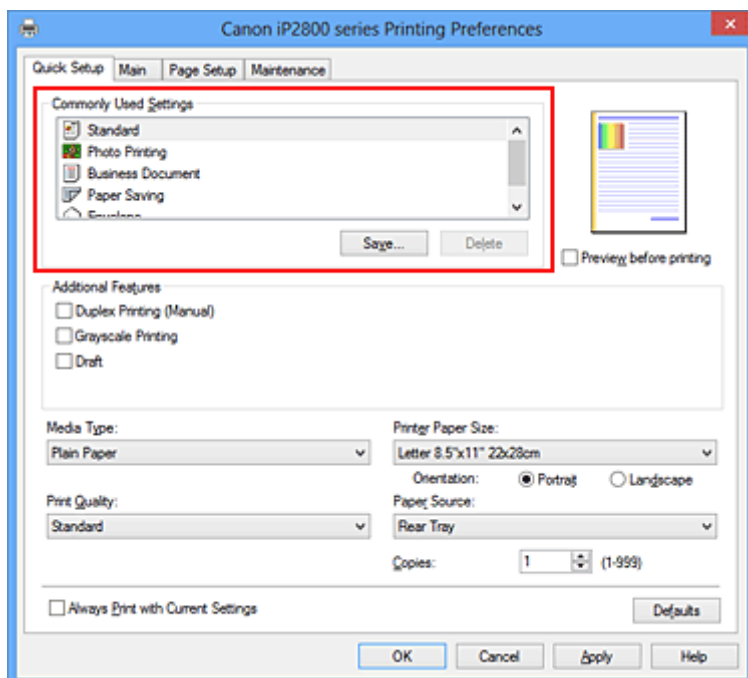 Canon iP2800 series Printing Preferences
Quick Setup Main Page Setup Maintenance
Commonly Used Settings
Standard
Photo Printing
Business Document
Paper Saving
Envelope
Save... Delete
Preview before printing
Additional Features
Duplex Printing (Manual)
Grayscale Printing
Draft
Media Type: Printer Paper Size:
Plain Paper Letter 8.5"x11" 22x28cm
Orientation: Portrait Landscape
Print Quality: Paper Source:
Standard Rear Tray
Copies: 1 (1-999)
Always Print with Current Settings Defaults
OK Cancel Apply Help